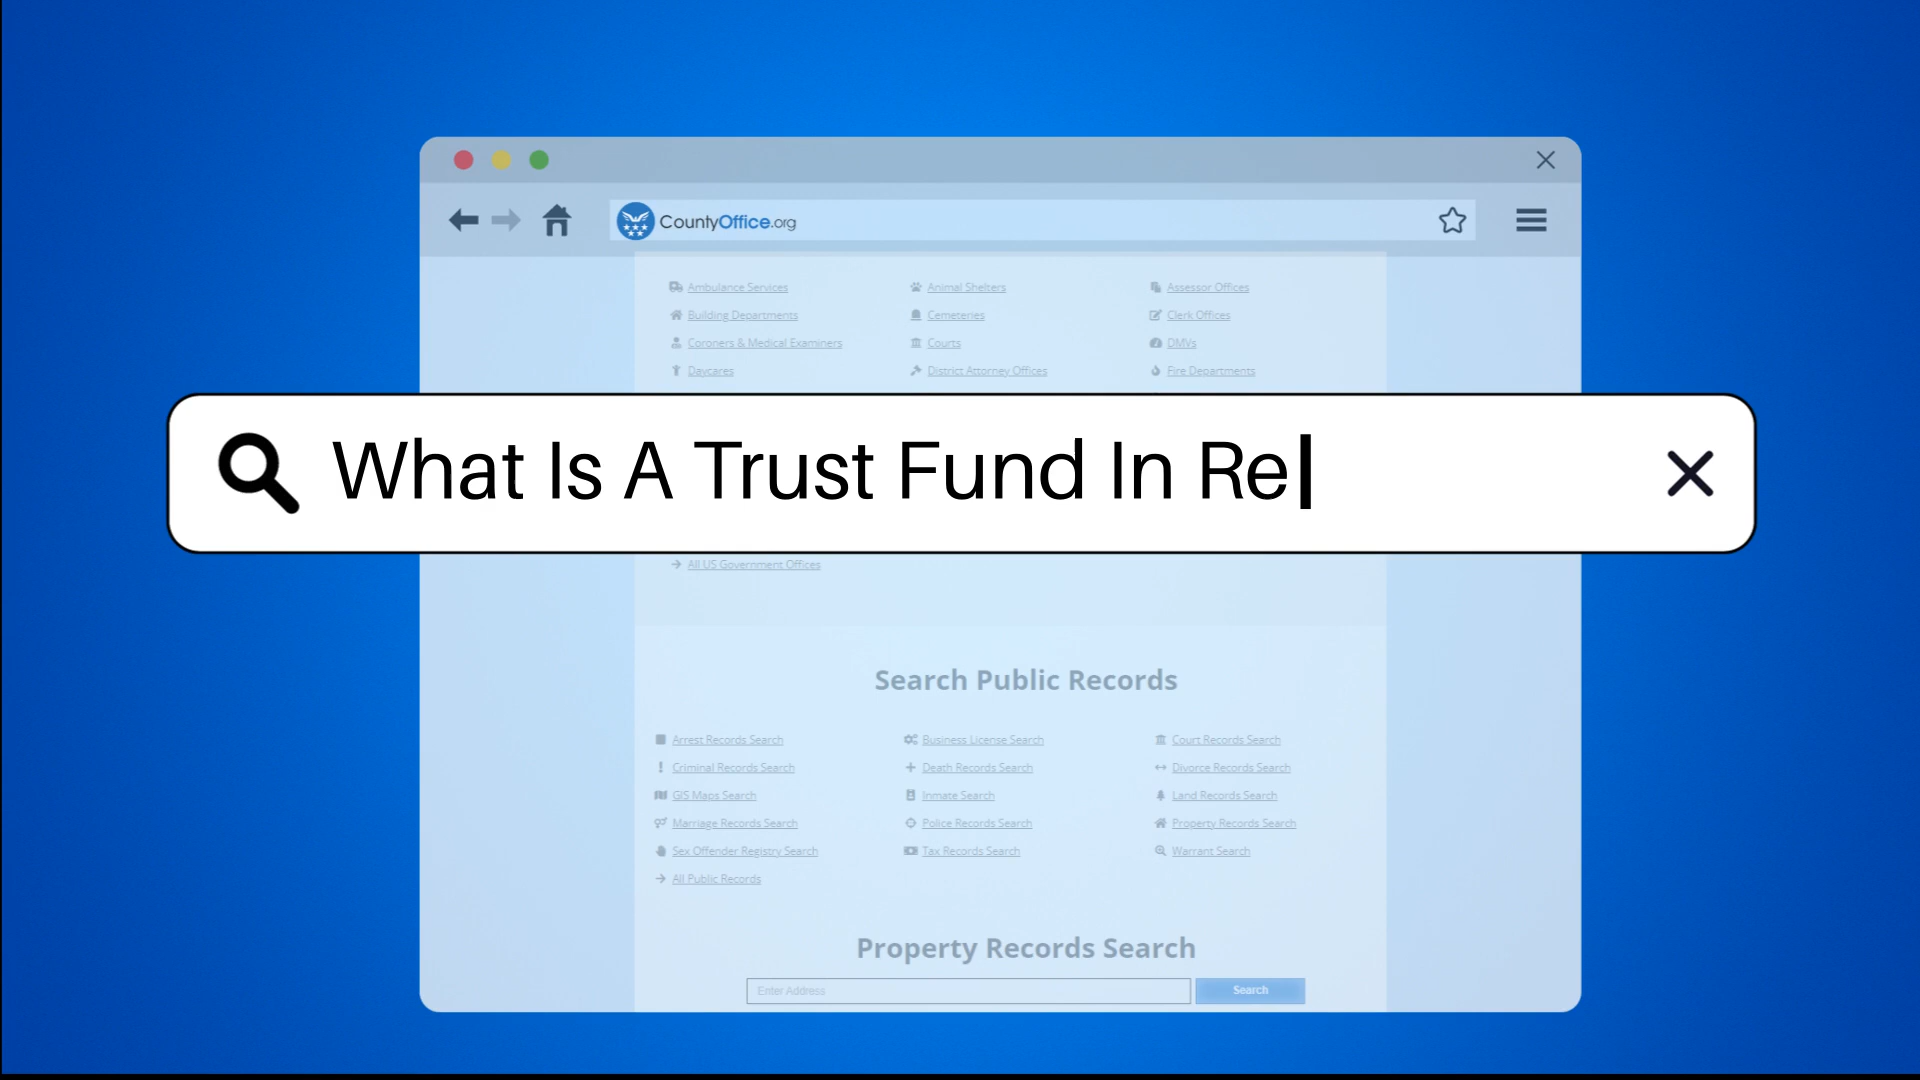 CountyOffice.org
Ambulance Services Animal Shelters Assessor Offices
Building Departments Cemeteries Clerk Offices
Coroners & Medical Examiners Courts DMVs
Daycares District Attorney Offices Fire Departments
What Is A Trust Fund In Re
All US Government Offices
Search Public Records
Arrest Records Search Business License Search Court Records Search
Criminal Records Search Death Records Search Divorce Records Search
GIS Maps Search Inmate Search Land Records Search
Marriage Records Search Police Records Search Property Records Search
Sex Offender Registry Search Tax Records Search Warrant Search
All Public Records
Property Records Search
Enter Address Search